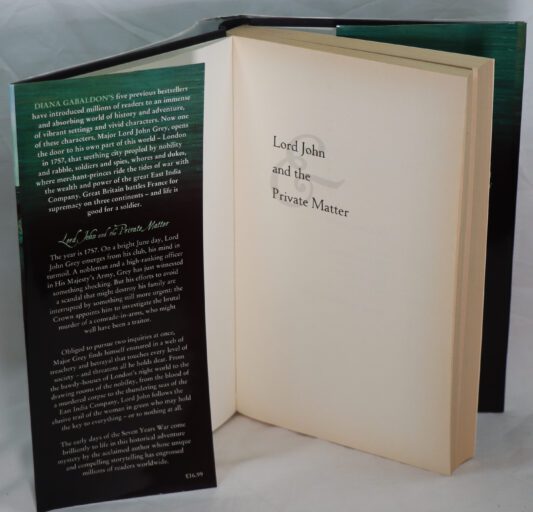 DIANA GABALDON'S five previous bestsellers
have introduced millions of readers to an immense
and absorbing world of history and adventure,
of vibrant settings and vivid characters. Now one
of these characters, Major Lord John Grey, opens
the door to his own part of this world – London
in 1757, that seething city peopled by nobility
and rabble, soldiers and spies, whores and dukes,
where merchant-princes ride the tides of war with
the wealth and power of the great East India
Company. Great Britain battles France for
supremacy on three continents – and life is
good for a soldier.
Lord John and the Private Matter
The year is 1757. On a bright June day, Lord
John Grey emerges from his club, his mind in
turmoil. A nobleman and a high-ranking officer
in His Majesty's Army, Grey has just witnessed
something shocking. But his efforts to avoid
a scandal that might destroy his family are
interrupted by something still more urgent: the
Crown appoints him to investigate the brutal
murder of a comrade-in-arms, who might
well have been a traitor.
Obliged to pursue two inquiries at once,
Major Grey finds himself ensnared in a web of
treachery and betrayal that touches every level of
society – and threatens all he holds dear. From
the bawdy-houses of London's night world to the
drawing rooms of the nobility, from the blood of
a murdered corpse to the thundering seas of the
East India Company, Lord John follows the
elusive trail of the woman in green who may hold
the key to everything – or to nothing at all.
The early days of the Seven Years War come
brilliantly to life in this historical adventure
mystery by the acclaimed author whose unique
and compelling storytelling has engrossed
millions of readers worldwide.
£16.99
&
Lord John
and the
Private Matter